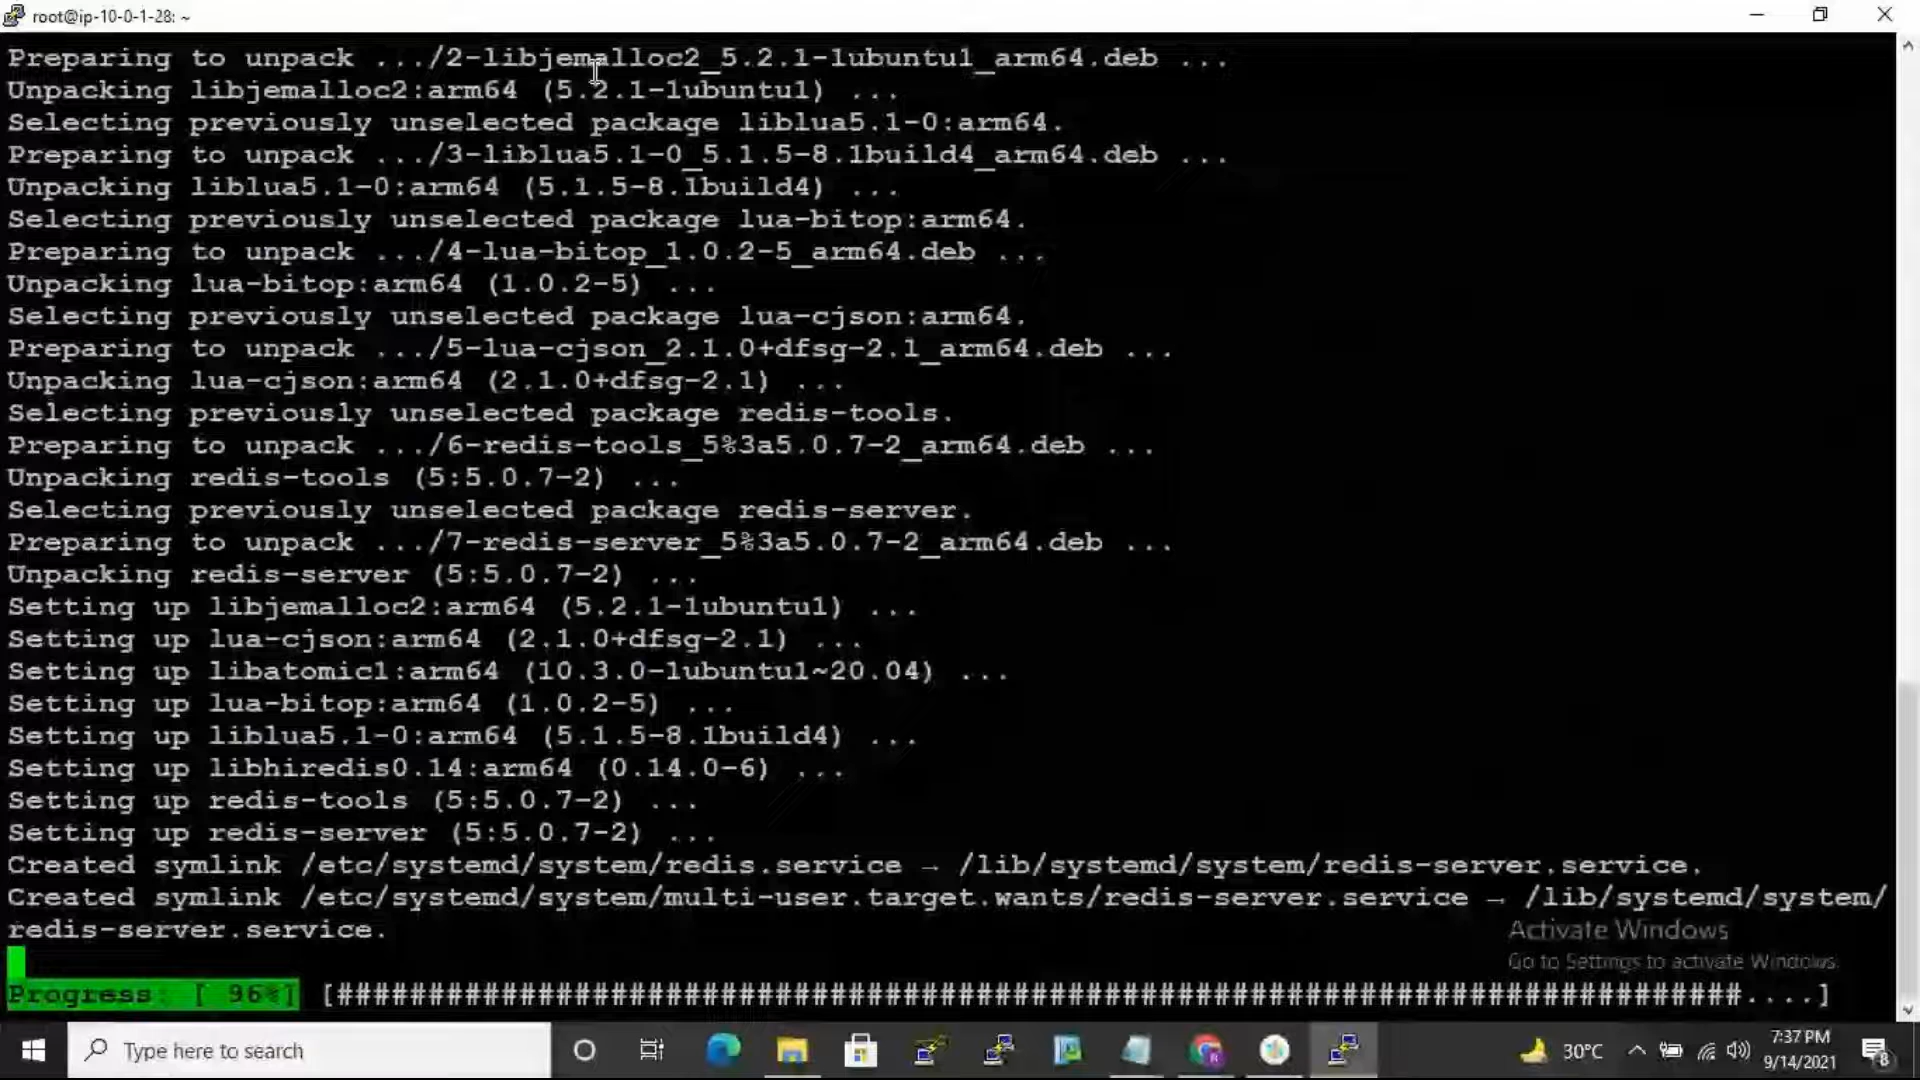 root@ip-10-0-1-28: ~
Preparing to unpack .../2-libjemalloc2_5.2.1-1ubuntu1_arm64.deb ...
Unpacking libjemalloc2:arm64 (5.2.1-1ubuntu1) ...
Selecting previously unselected package liblua5.1-0:arm64.
Preparing to unpack .../3-liblua5.1-0_5.1.5-8.1build4_arm64.deb ...
Unpacking liblua5.1-0:arm64 (5.1.5-8.1build4) ...
Selecting previously unselected package lua-bitop:arm64.
Preparing to unpack .../4-lua-bitop_1.0.2-5_arm64.deb ...
Unpacking lua-bitop:arm64 (1.0.2-5) ...
Selecting previously unselected package lua-cjson:arm64.
Preparing to unpack .../5-lua-cjson_2.1.0+dfsg-2.1_arm64.deb ...
Unpacking lua-cjson:arm64 (2.1.0+dfsg-2.1) ...
Selecting previously unselected package redis-tools.
Preparing to unpack .../6-redis-tools_5%3a5.0.7-2_arm64.deb ...
Unpacking redis-tools (5:5.0.7-2) ...
Selecting previously unselected package redis-server.
Preparing to unpack .../7-redis-server_5%3a5.0.7-2_arm64.deb ...
Unpacking redis-server (5:5.0.7-2) ...
Setting up libjemalloc2:arm64 (5.2.1-1ubuntu1) ...
Setting up lua-cjson:arm64 (2.1.0+dfsg-2.1) ...
Setting up libatomic1:arm64 (10.3.0-1ubuntu1~20.04) ...
Setting up lua-bitop:arm64 (1.0.2-5) ...
Setting up liblua5.1-0:arm64 (5.1.5-8.1build4) ...
Setting up libhiredis0.14:arm64 (0.14.0-6) ...
Setting up redis-tools (5:5.0.7-2) ...
Setting up redis-server (5:5.0.7-2) ...
Created symlink /etc/systemd/system/redis.service → /lib/systemd/system/redis-server.service.
Created symlink /etc/systemd/system/multi-user.target.wants/redis-server.service → /lib/systemd/system/
redis-server.service.
Activate Windows
Go to Settings to activate Windows.
Progress: [ 96%] [#############################################################################....]
Type here to search
30°C
7:37 PM
9/14/2021
8